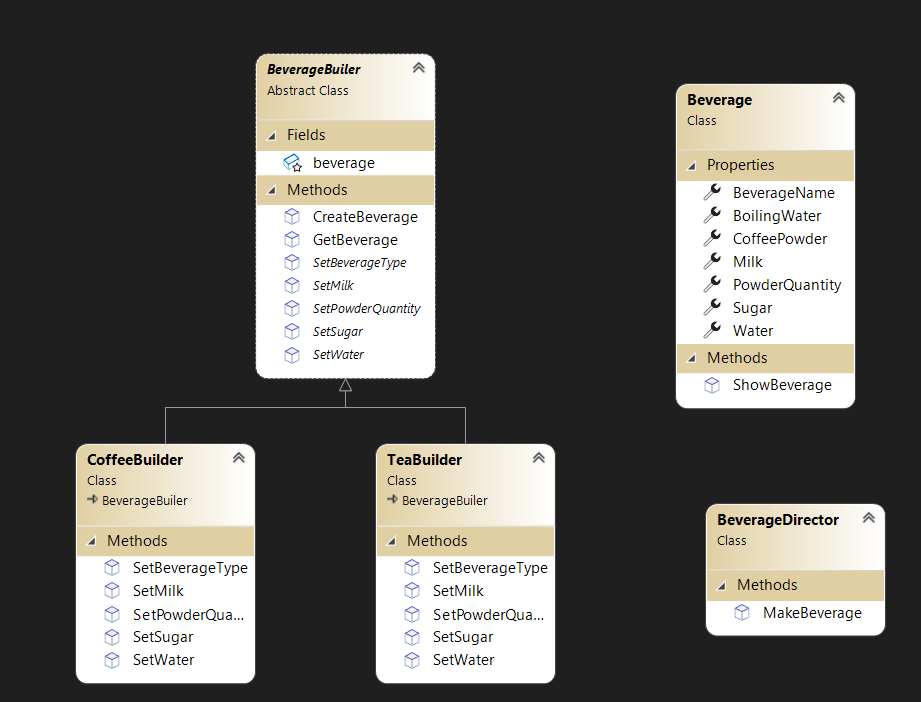 BeverageBuiler
Abstract Class
Fields
beverage
Methods
CreateBeverage
GetBeverage
SetBeverageType
SetMilk
SetPowderQuantity
SetSugar
SetWater
Beverage
Class
Properties
BeverageName
BoilingWater
CoffeePowder
Milk
PowderQuantity
Sugar
Water
Methods
ShowBeverage
CoffeeBuilder
Class
BeverageBuiler
Methods
SetBeverageType
SetMilk
SetPowderQua...
SetSugar
SetWater
TeaBuilder
Class
BeverageBuiler
Methods
SetBeverageType
SetMilk
SetPowderQua...
SetSugar
SetWater
BeverageDirector
Class
Methods
MakeBeverage